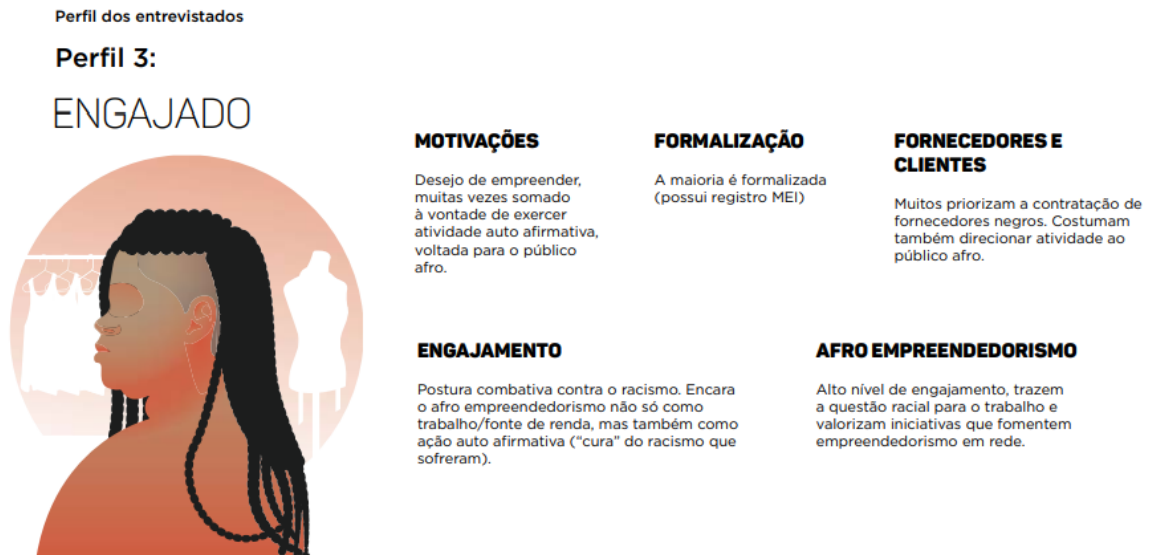 Perfil dos entrevistados
Perfil 3:
ENGAJADO
MOTIVAÇÕES
Desejo de empreender,
muitas vezes somado
à vontade de exercer
atividade auto afirmativa,
voltada para o público
afro.
FORMALIZAÇÃO
A maioria é formalizada
(possui registro MEI)
FORNECEDORES E
CLIENTES
Muitos priorizam a contratação de
fornecedores negros. Costumam
também direcionar atividade ao
público afro.
ENGAJAMENTO
Postura combativa contra o racismo. Encara
o afro empreendedorismo não só como
trabalho/fonte de renda, mas também como
ação auto afirmativa (“cura” do racismo que
sofreram).
AFRO EMPREENDEDORISMO
Alto nível de engajamento, trazem
a questão racial para o trabalho e
valorizam iniciativas que fomentem
empreendedorismo em rede.